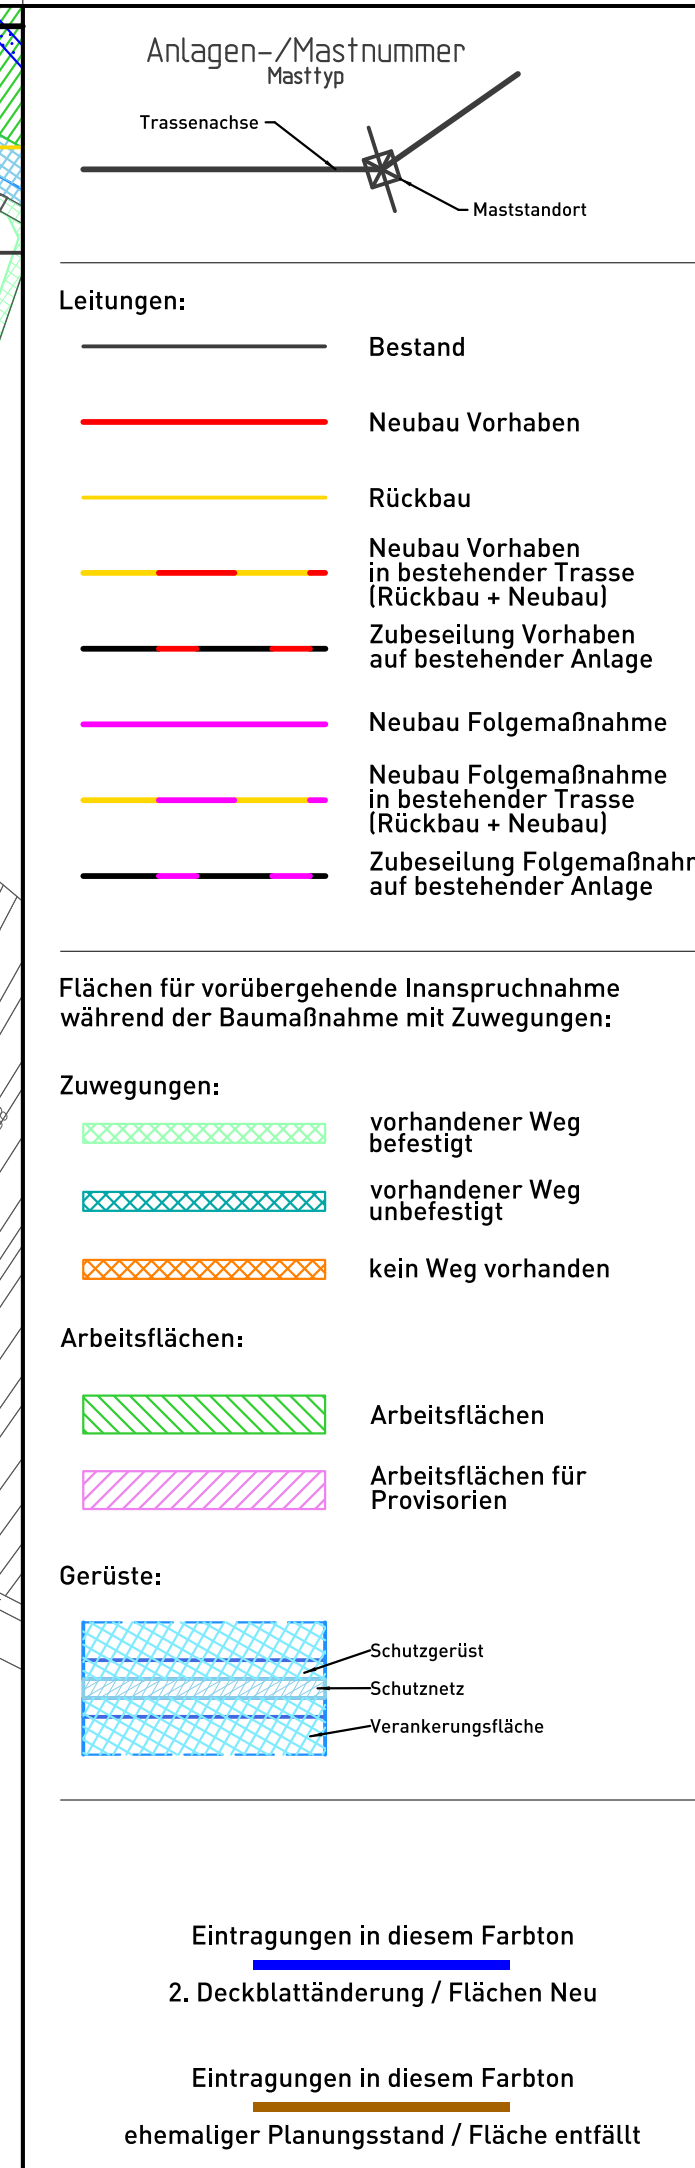 Anlagen-/Mastnummer
Masttyp
Trassenachse
Maststandort
Leitungen:
Bestand
Neubau Vorhaben
Rückbau
Neubau Vorhaben
in bestehender Trasse
(Rückbau + Neubau)
Zubeseilung Vorhaben
auf bestehender Anlage
Neubau Folgemaßnahme
Neubau Folgemaßnahme
in bestehender Trasse
(Rückbau + Neubau)
Zubeseilung Folgemaßnahm
auf bestehender Anlage
Flächen für vorübergehende Inanspruchnahme
während der Baumaßnahme mit Zuwegungen:
Zuwegungen:
vorhandener Weg
befestigt
vorhandener Weg
unbefestigt
kein Weg vorhanden
Arbeitsflächen:
Arbeitsflächen
Arbeitsflächen für
Provisorien
Gerüste:
Schutzgerüst
Schutznetz
Verankerungsfläche
Eintragungen in diesem Farbton
2. Deckblattänderung / Flächen Neu
Eintragungen in diesem Farbton
ehemaliger Planungsstand / Fläche entfällt